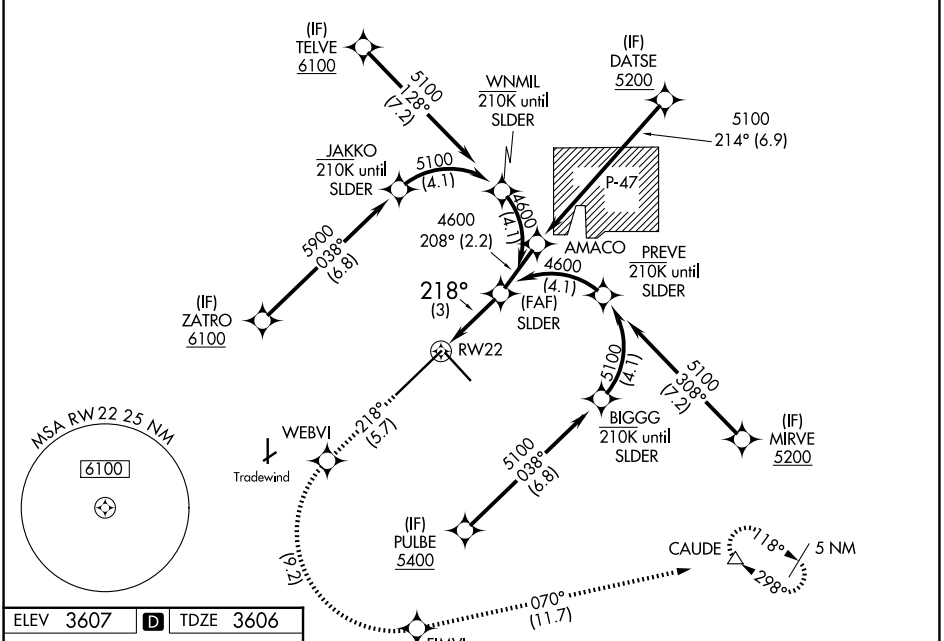 (IF)
TELVE
6100
5100
128°
(7.2)
WNMIL
210K until
SLDER
(IF)
DATSE
5200
5100
214° (6.9)
JAKKO
210K until
SLDER
5100
(4.1)
P-47
4600
(4.1)
4600
208° (2.2)
AMACO
5900
038°
(6.8)
(IF)
ZATRO
6100
218°
(3)
(FAF)
SLDER
4600
(4.1)
PREVE
210K until
SLDER
RW22
5100
(4.1)
5100
308°
(7.2)
BIGGG
210K until
SLDER
(IF)
MIRVE
5200
MSA RW 22 25 NM
6100
218°
(5.7)
WEBVI
Tradewind
5100
038°
(6.8)
(IF)
PULBE
5400
(9.2)
CAUDE
118°
298°
5 NM
070°
(11.7)
ELEV 3607 D TDZE 3606